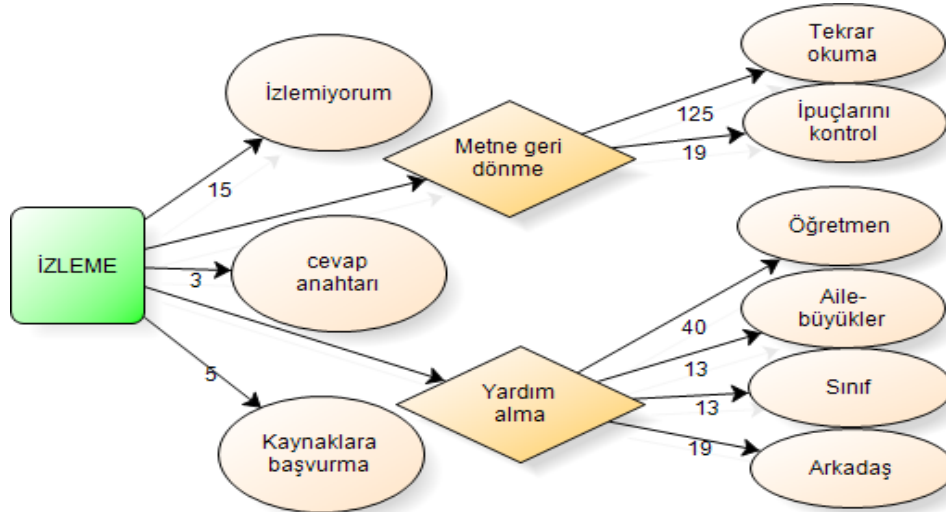 Tekrar
okuma
İzlemiyorum
125
İpuçlarını
kontrol
Metne geri
dönme
19
15
Öğretmen
İZLEME
cevap
anahtarı
3
Aile-
büyükler
40
13
5
Yardım
alma
Sınıf
13
Kaynaklara
başvurma
19
Arkadaş